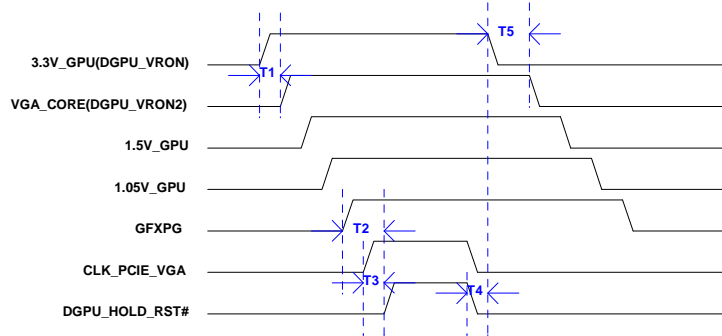 T5
3.3V_GPU(DGPU_VRON)
T1
VGA_CORE(DGPU_VRON2)
1.5V_GPU
1.05V_GPU
GFXPG
T2
CLK_PCIE_VGA
T3
T4
DGPU_HOLD_RST#